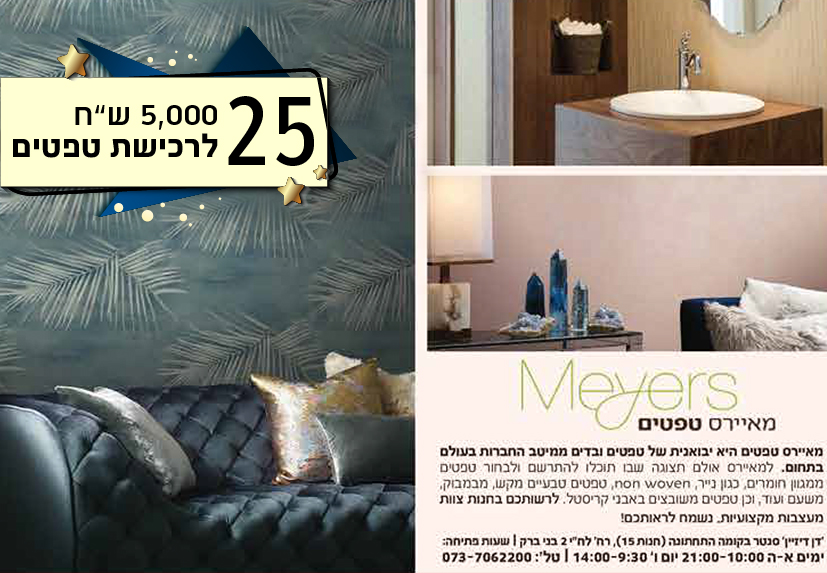 25
5,000 ש״ח
לרכישת טפטים
Meyers
מאיירס טפטים
מאיירס טפטים היא יבואנית של טפטים ובדים ממיטב החברות בעולם
בתחום. למאיירס אולם תצוגה שבו תוכלו להתרשם ולבחור טפטים
ממגוון חומרים, כגון נייר, non woven, טפטים טבעיים מקש, מבמבוק,
משעם ועוד, וכן טפטים משובצים באבני קריסטל. לרשותכם בחנות צוות
מעצבות מקצועיות. נשמח לראותכם!
'דן דיזיין' סנטר בקומה התחתונה (חנות 15), רח' לח"י 2 בני ברק | שעות פתיחה:
ימים א-ה 21:00-10:00 יום ו' 14:00-9:30 | טל': 073-7062200